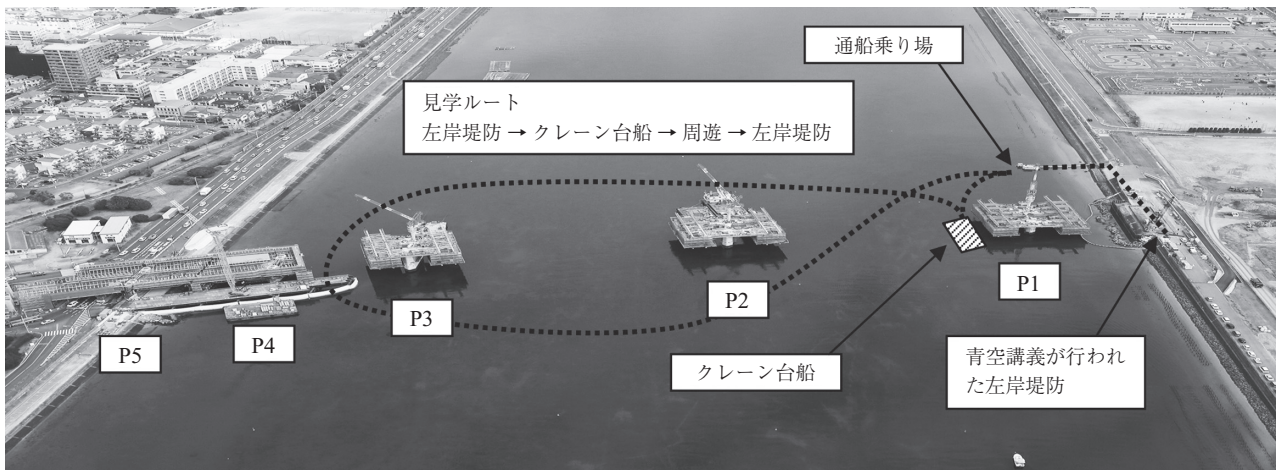 通船乗り場
見学ルート
左岸堤防 → クレーン台船 → 周遊 → 左岸堤防
P1
P2
P3
P4
P5
クレーン台船
青空講義が行われ
た左岸堤防